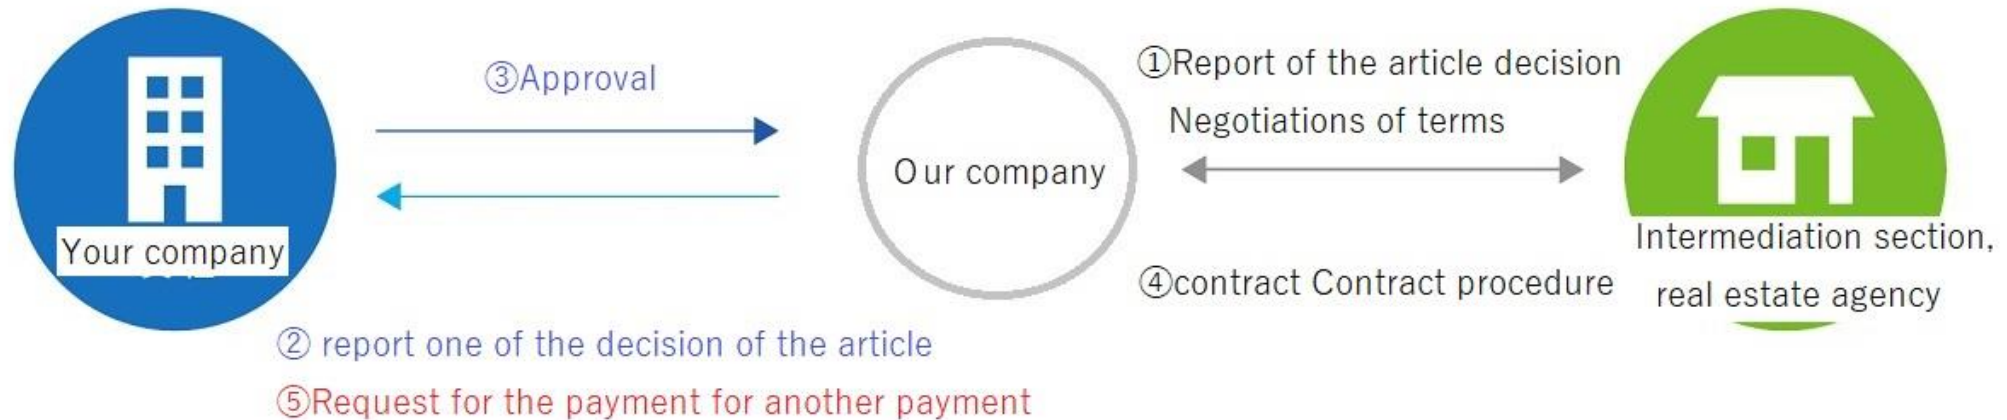 ③Approval
①Report of the article decision
Negotiations of terms
Our company
Your company
Intermediation section,
real estate agency
④contract Contract procedure
② report one of the decision of the article
⑤Request for the payment for another payment